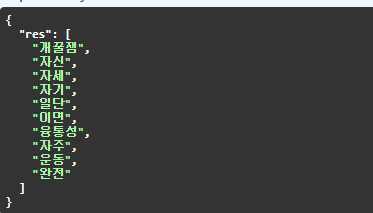 {
"res": [
"개꿀잼",
"자신",
"자세",
"자기",
"일단",
"이면",
"융통성",
"자주",
"운동",
"완전"
]
}